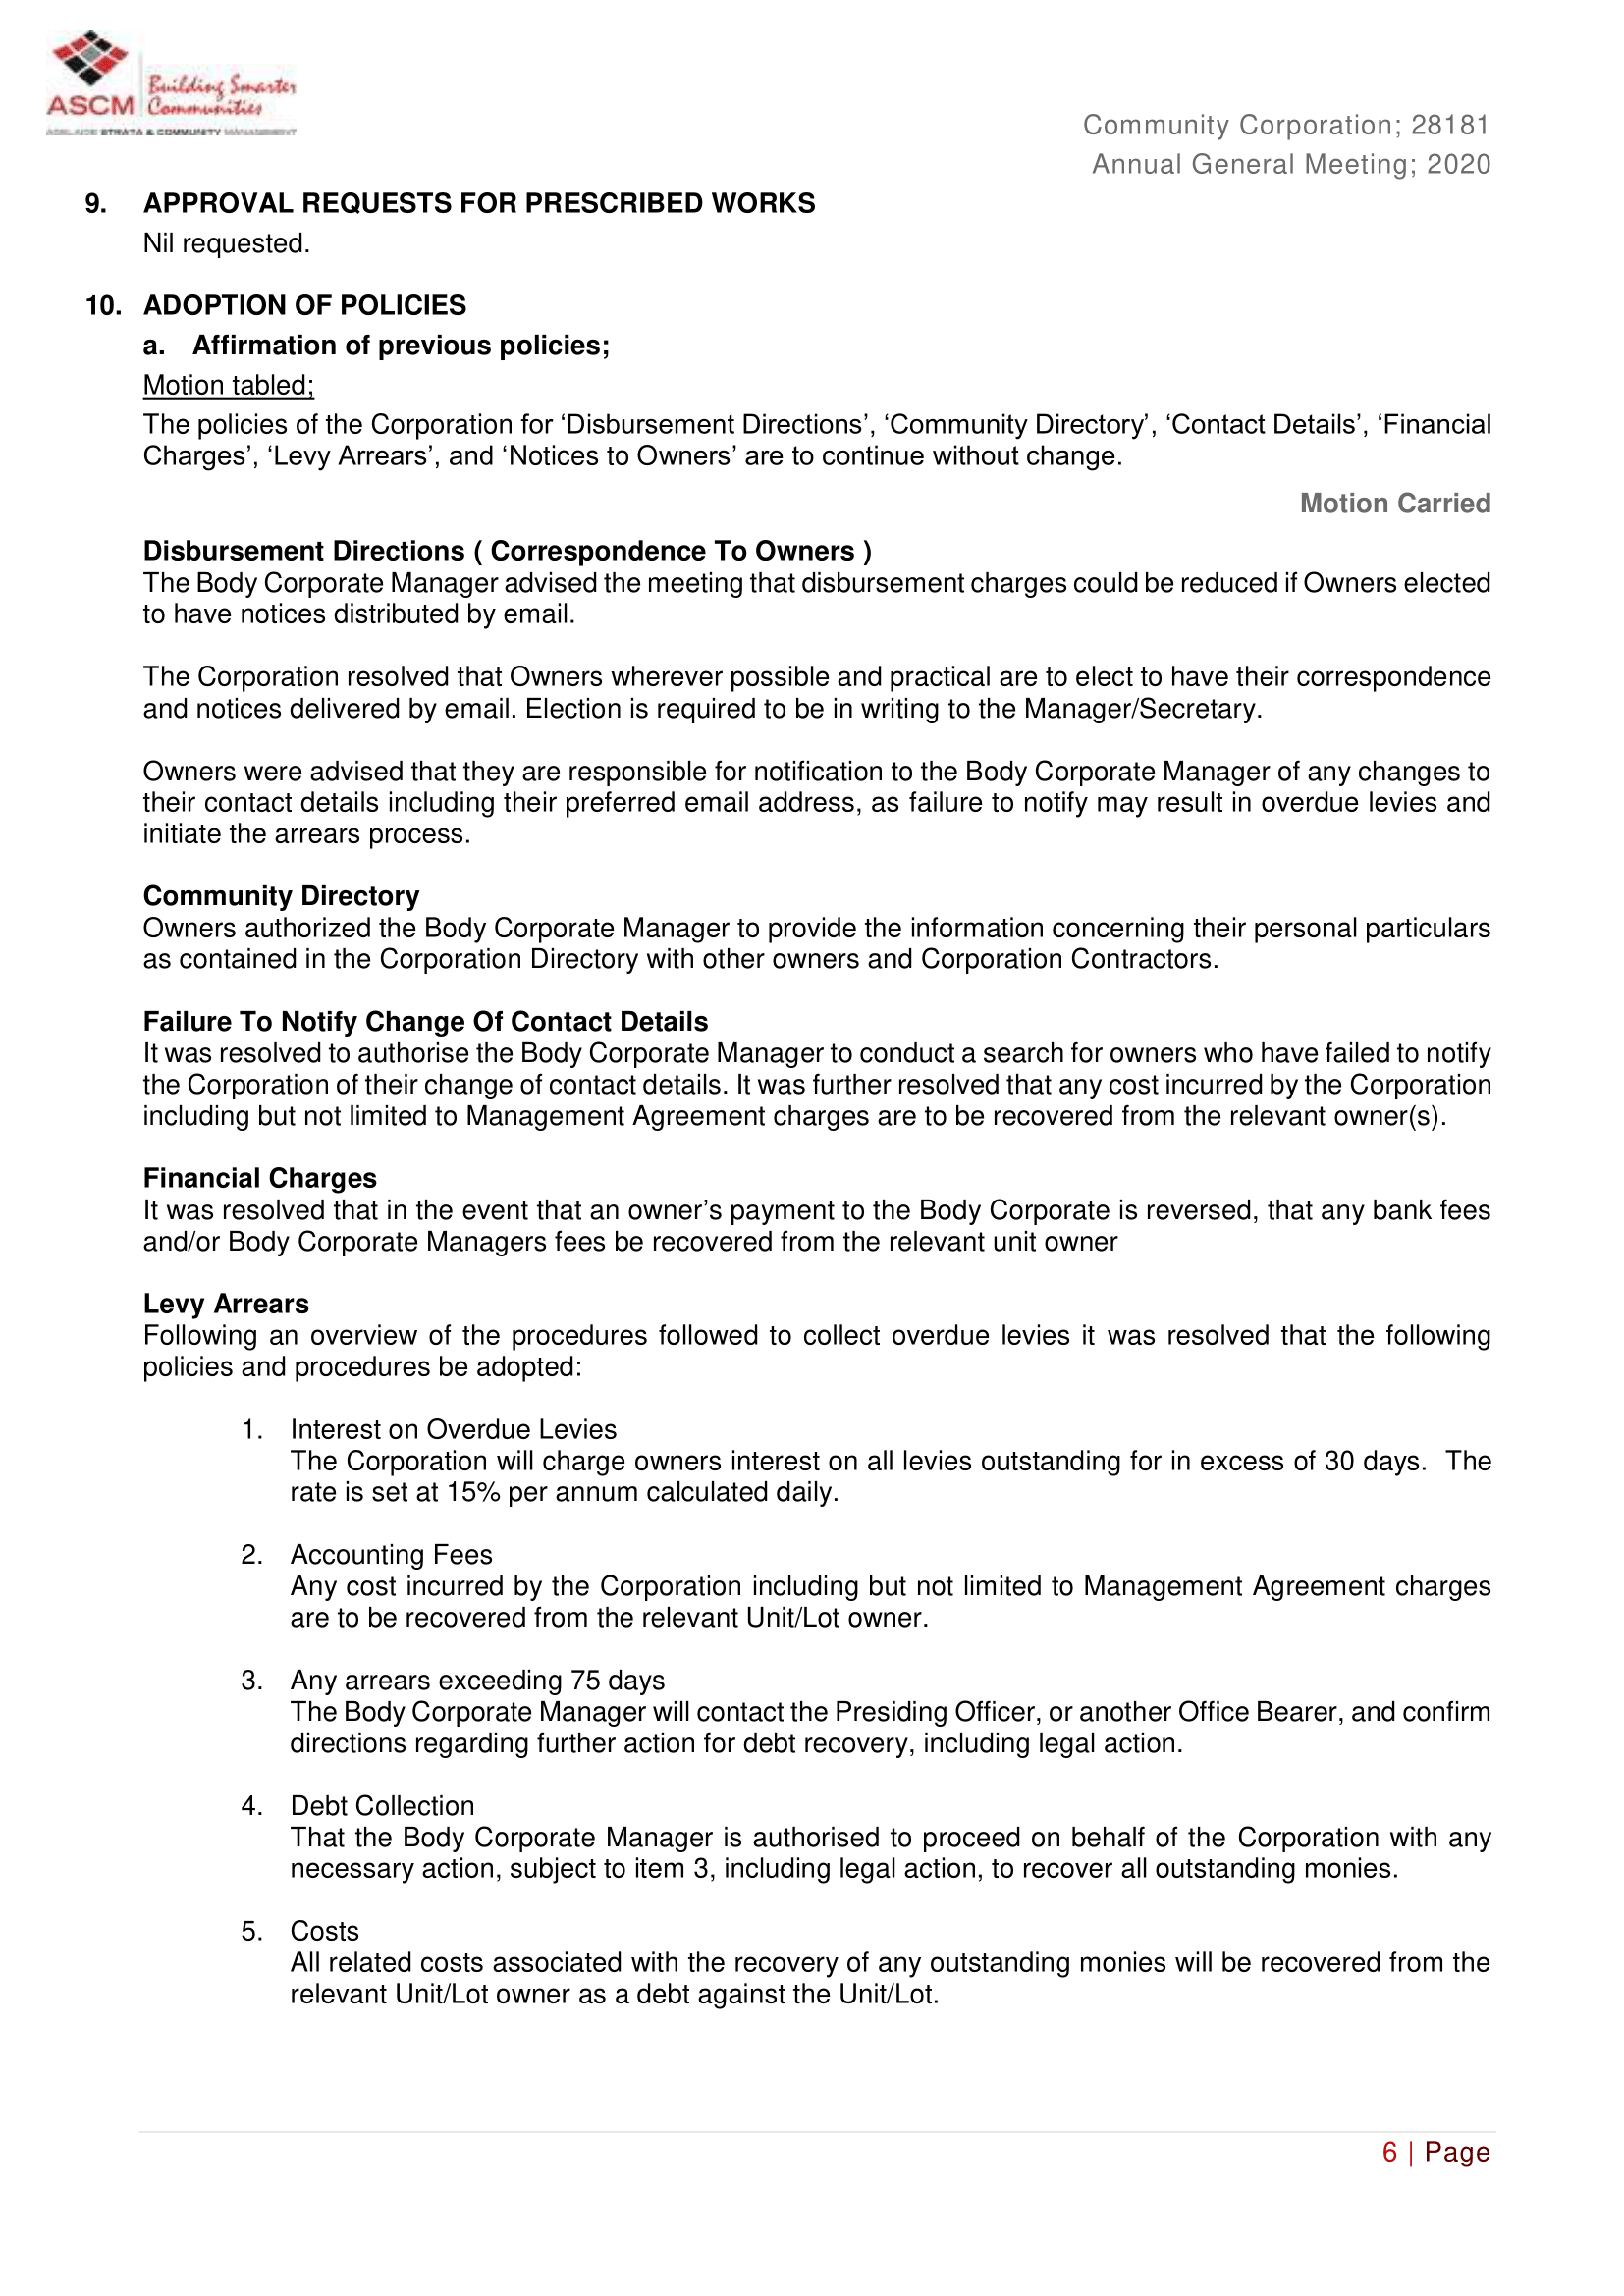 Building Smarter
ASCM Communities
ADELAIDE STRATA & COMMUNITY MANAGEMENT
Community Corporation; 28181
Annual General Meeting; 2020
9. APPROVAL REQUESTS FOR PRESCRIBED WORKS
Nil requested.
10. ADOPTION OF POLICIES
a. Affirmation of previous policies;
Motion tabled;
The policies of the Corporation for ‘Disbursement Directions’, ‘Community Directory’, ‘Contact Details’, ‘Financial
Charges’, ‘Levy Arrears’, and ‘Notices to Owners’ are to continue without change.
Motion Carried
Disbursement Directions ( Correspondence To Owners )
The Body Corporate Manager advised the meeting that disbursement charges could be reduced if Owners elected
to have notices distributed by email.
The Corporation resolved that Owners wherever possible and practical are to elect to have their correspondence
and notices delivered by email. Election is required to be in writing to the Manager/Secretary.
Owners were advised that they are responsible for notification to the Body Corporate Manager of any changes to
their contact details including their preferred email address, as failure to notify may result in overdue levies and
initiate the arrears process.
Community Directory
Owners authorized the Body Corporate Manager to provide the information concerning their personal particulars
as contained in the Corporation Directory with other owners and Corporation Contractors.
Failure To Notify Change Of Contact Details
It was resolved to authorise the Body Corporate Manager to conduct a search for owners who have failed to notify
the Corporation of their change of contact details. It was further resolved that any cost incurred by the Corporation
including but not limited to Management Agreement charges are to be recovered from the relevant owner(s).
Financial Charges
It was resolved that in the event that an owner’s payment to the Body Corporate is reversed, that any bank fees
and/or Body Corporate Managers fees be recovered from the relevant unit owner
Levy Arrears
Following an overview of the procedures followed to collect overdue levies it was resolved that the following
policies and procedures be adopted:
1. Interest on Overdue Levies
The Corporation will charge owners interest on all levies outstanding for in excess of 30 days. The
rate is set at 15% per annum calculated daily.
2. Accounting Fees
Any cost incurred by the Corporation including but not limited to Management Agreement charges
are to be recovered from the relevant Unit/Lot owner.
3. Any arrears exceeding 75 days
The Body Corporate Manager will contact the Presiding Officer, or another Office Bearer, and confirm
directions regarding further action for debt recovery, including legal action.
4. Debt Collection
That the Body Corporate Manager is authorised to proceed on behalf of the Corporation with any
necessary action, subject to item 3, including legal action, to recover all outstanding monies.
5. Costs
All related costs associated with the recovery of any outstanding monies will be recovered from the
relevant Unit/Lot owner as a debt against the Unit/Lot.
6 | Page